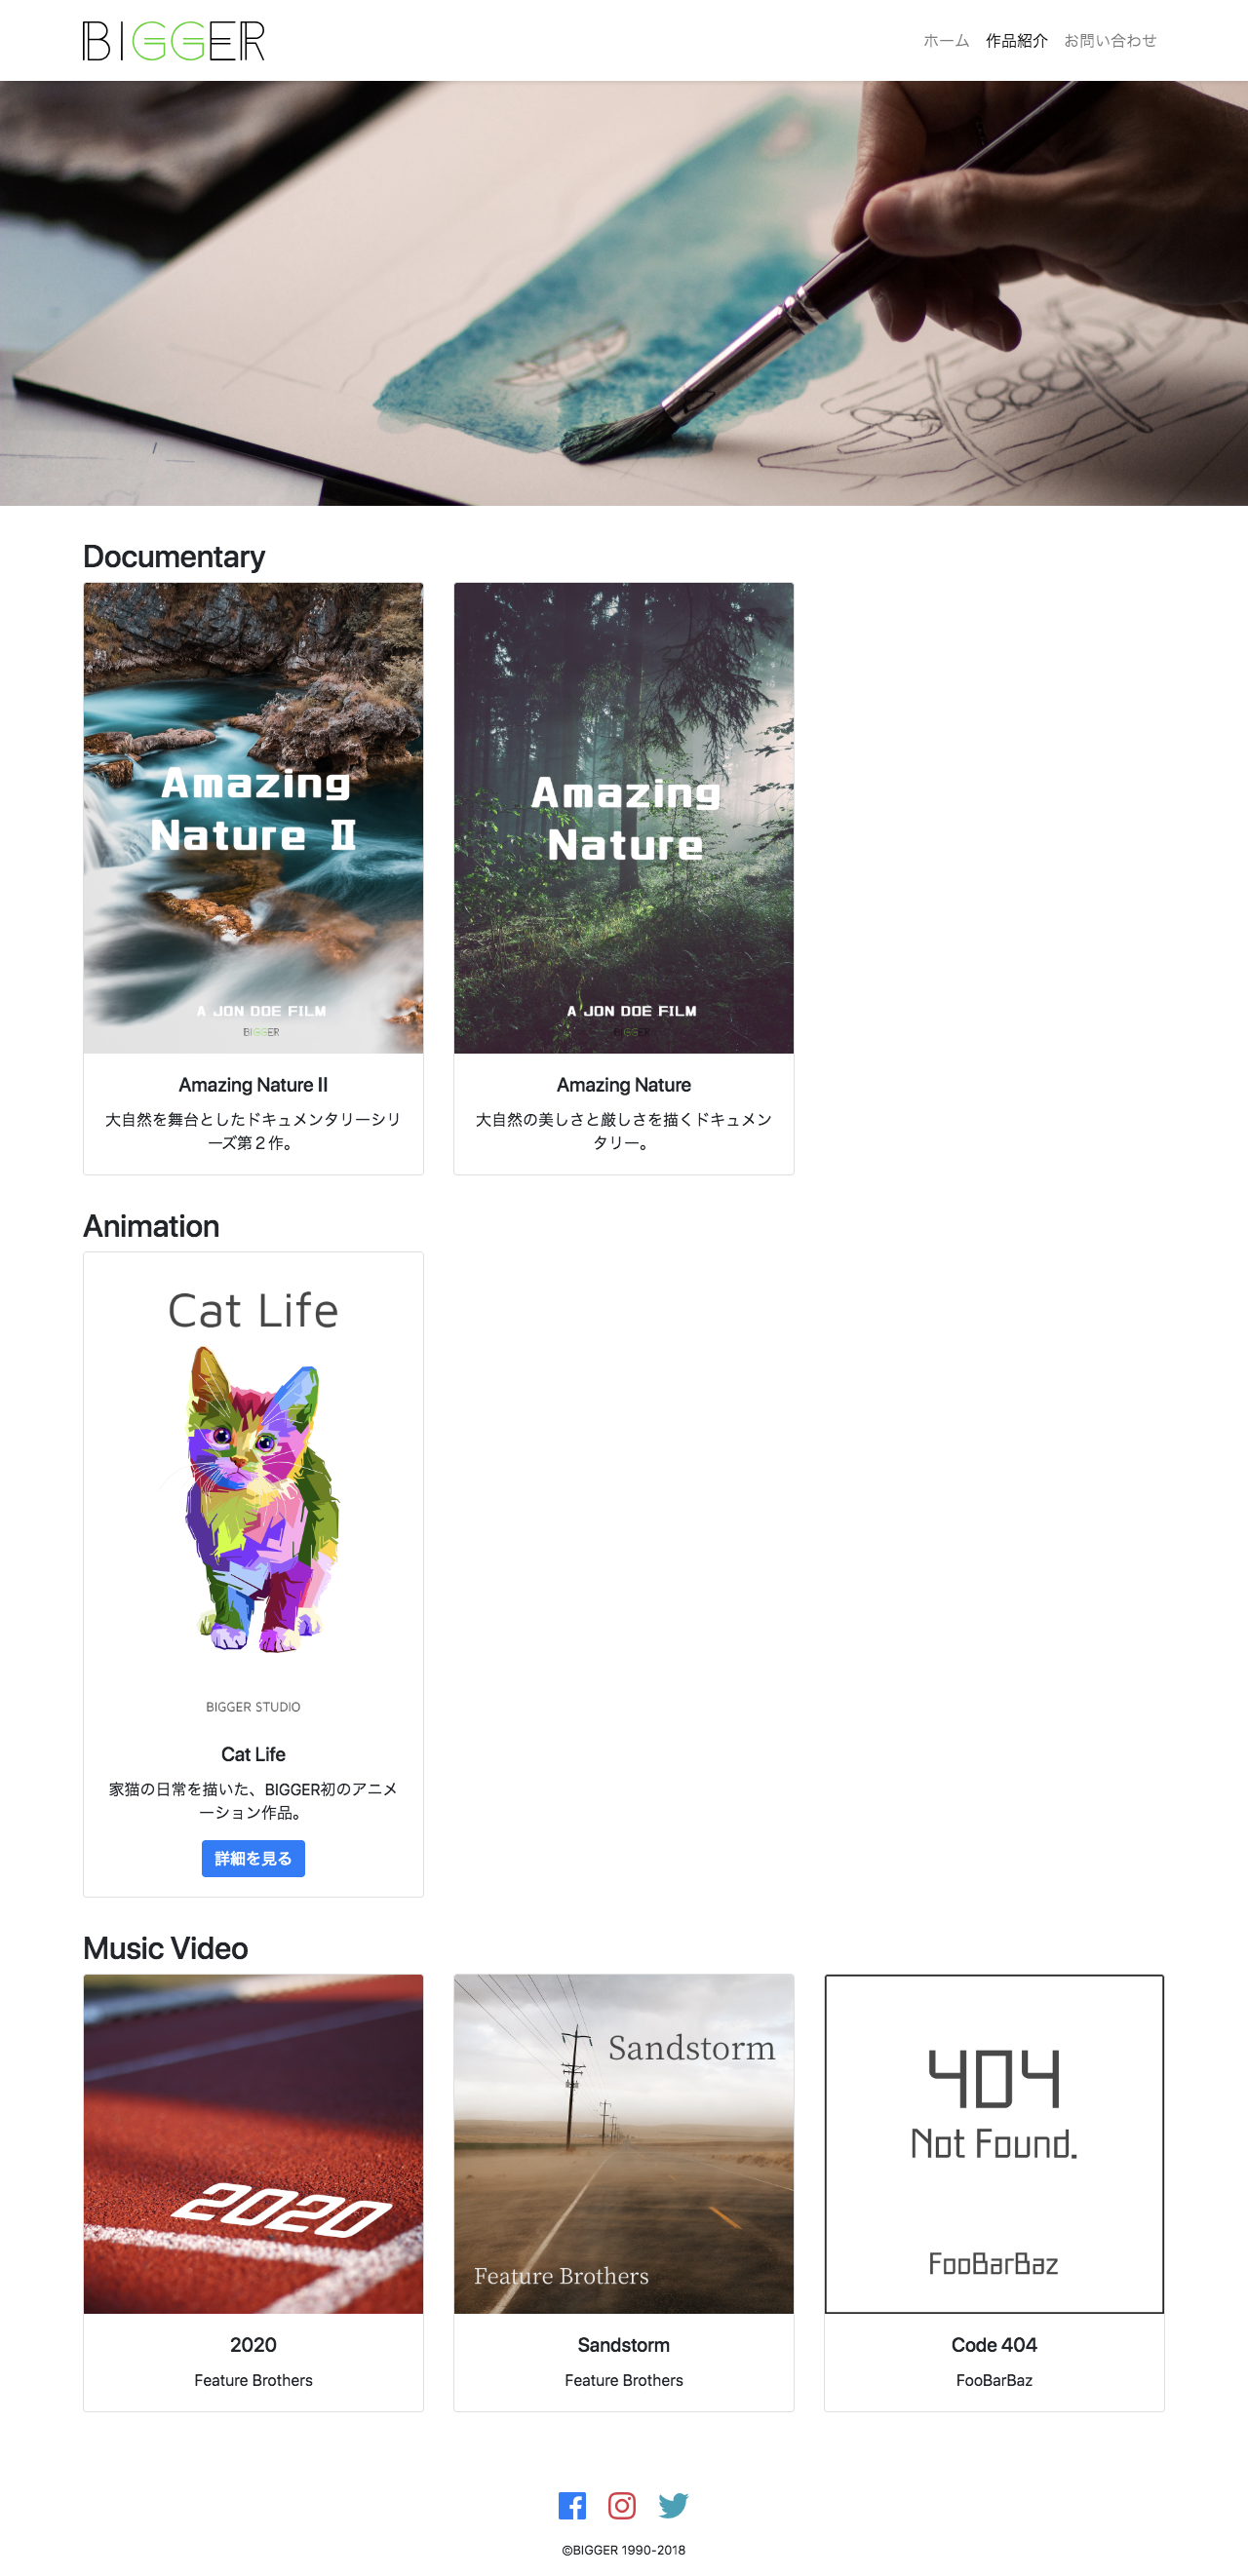 BIGGER
ホーム 作品紹介 お問い合わせ
Documentary
Amazing
Nature II
A JON DOE FILM
BIGGER
Amazing
Nature
A JON DOE FILM
BIGGER
Amazing Nature II
大自然を舞台としたドキュメンタリーシリ
ーズ第２作。
Amazing Nature
大自然の美しさと厳しさを描くドキュメン
タリー。
Animation
Cat Life
BIGGER STUDIO
Cat Life
家猫の日常を描いた、BIGGER初のアニメ
ーション作品。
詳細を見る
Music Video
2020
Sandstorm
Feature Brothers
404
Not Found.
FooBarBaz
2020
Feature Brothers
Sandstorm
Feature Brothers
Code 404
FooBarBaz
©BIGGER 1990-2018